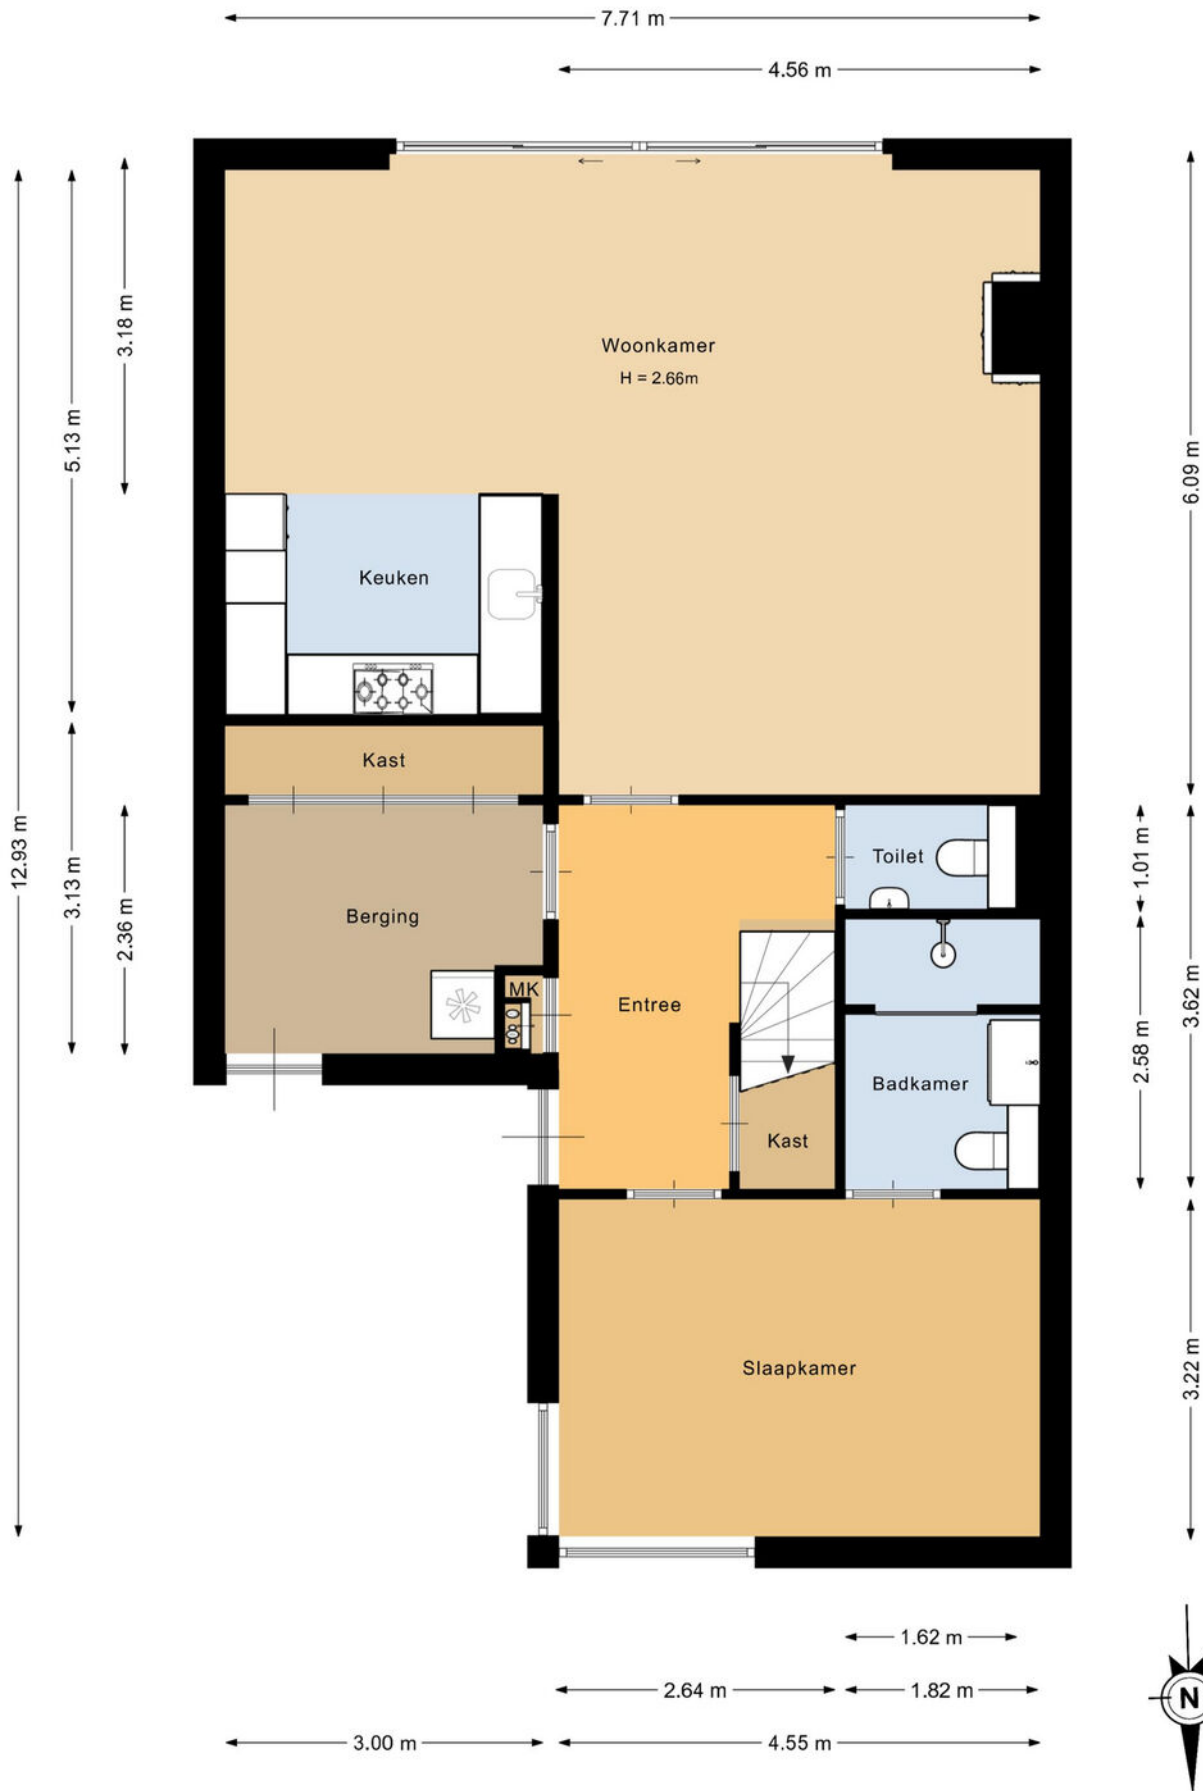 7.71 m
4.56 m
12.93 m
5.13 m
3.18 m
3.13 m
2.36 m
Woonkamer
H = 2.66m
Keuken
Kast
Berging
MK
Entree
Toilet
Badkamer
Kast
Slaapkamer
6.09 m
1.01 m
3.62 m
2.58 m
3.22 m
1.62 m
2.64 m
1.82 m
3.00 m
4.55 m
N